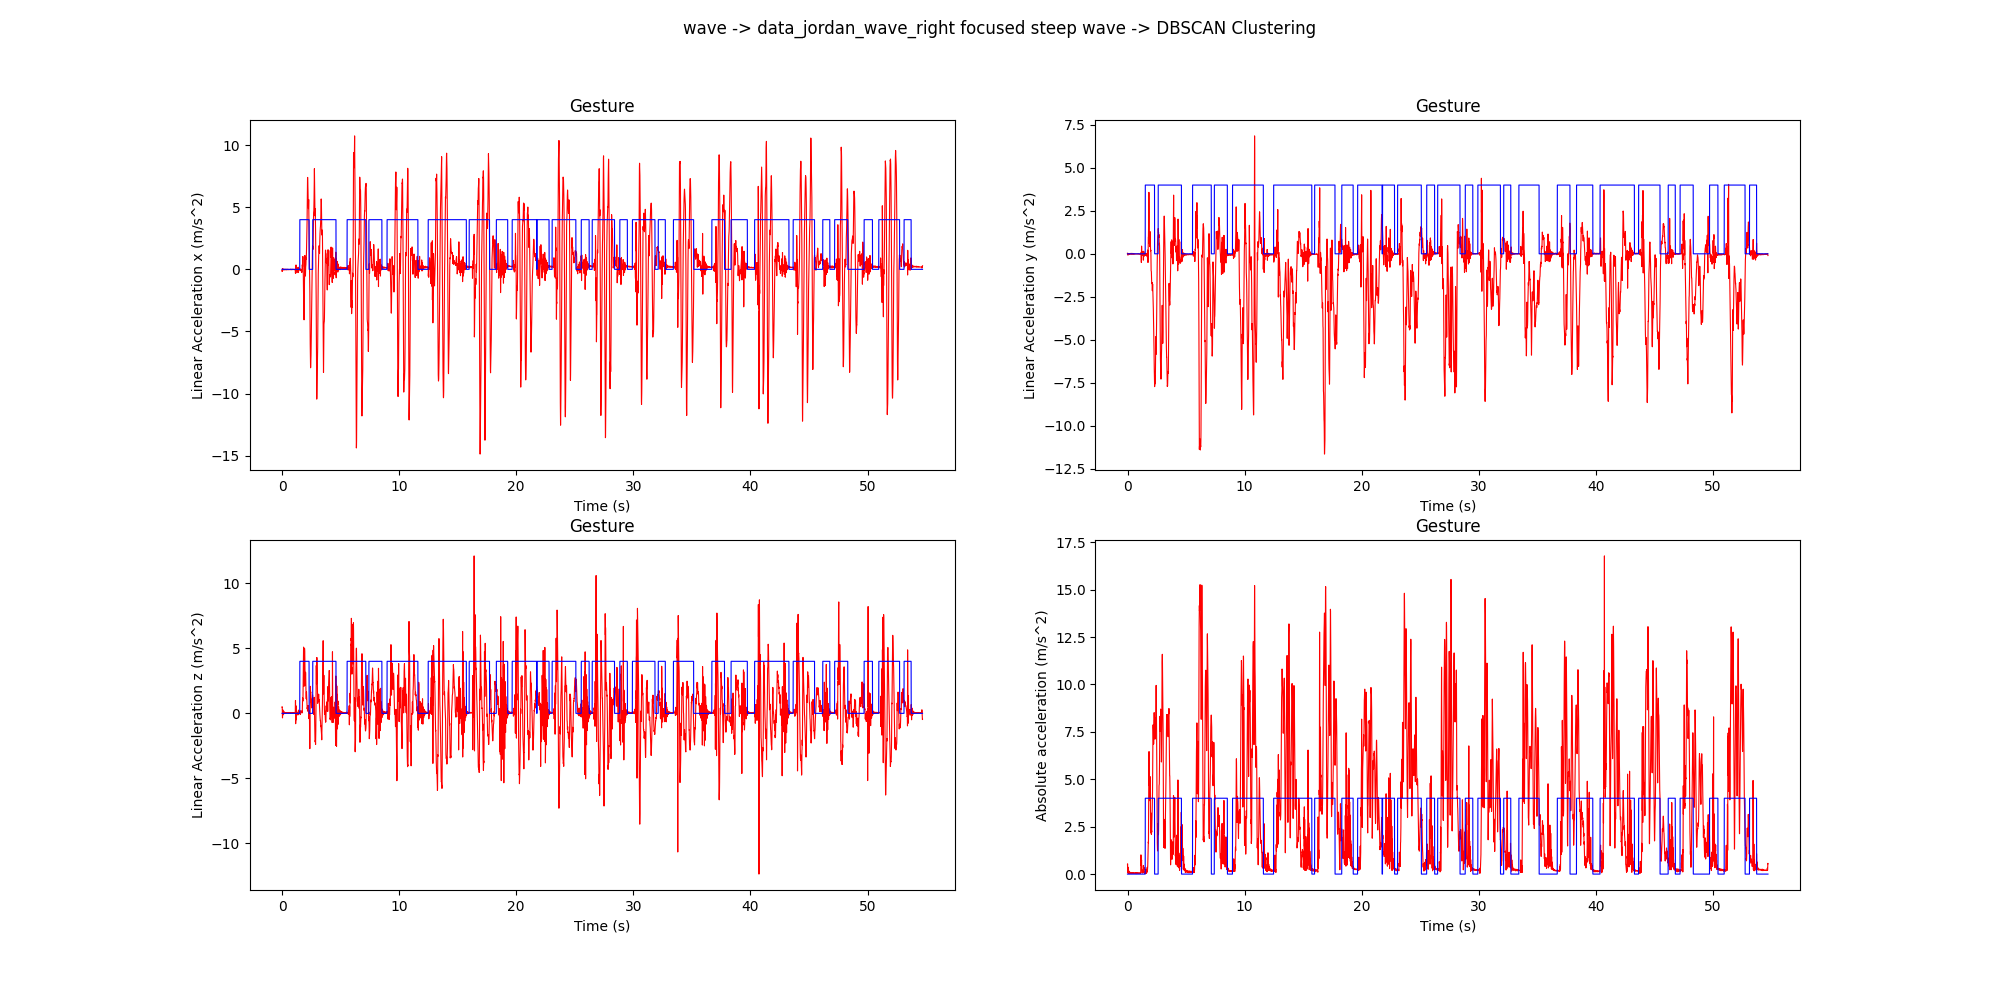 wave -> data_jordan_wave_right focused steep wave -> DBSCAN Clustering
Gesture
Linear Acceleration x (m/s^2)
10
5
0
−5
−10
−15
0 10 20 30 40 50
Time (s)
Gesture
Linear Acceleration y (m/s^2)
7.5
5.0
2.5
0.0
−2.5
−5.0
−7.5
−10.0
−12.5
0 10 20 30 40 50
Time (s)
Gesture
Linear Acceleration z (m/s^2)
10
5
0
−5
−10
0 10 20 30 40 50
Time (s)
Gesture
Absolute acceleration (m/s^2)
17.5
15.0
12.5
10.0
7.5
5.0
2.5
0.0
0 10 20 30 40 50
Time (s)